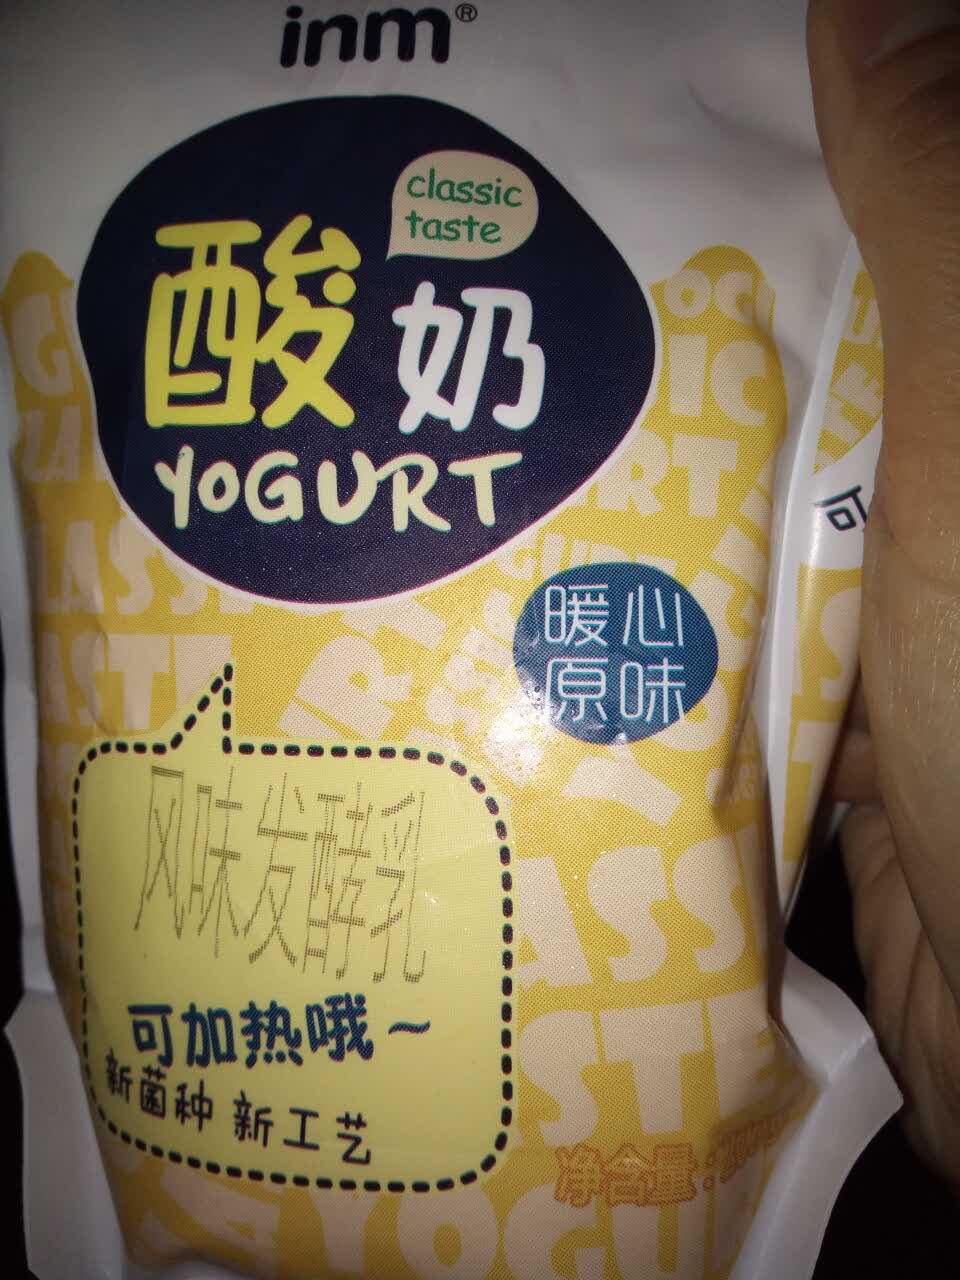 inm®
classic
taste
酸奶
YOGURT
暖心
原味
风味发酵乳
可加热哦~
新菌种 新工艺
净含量: